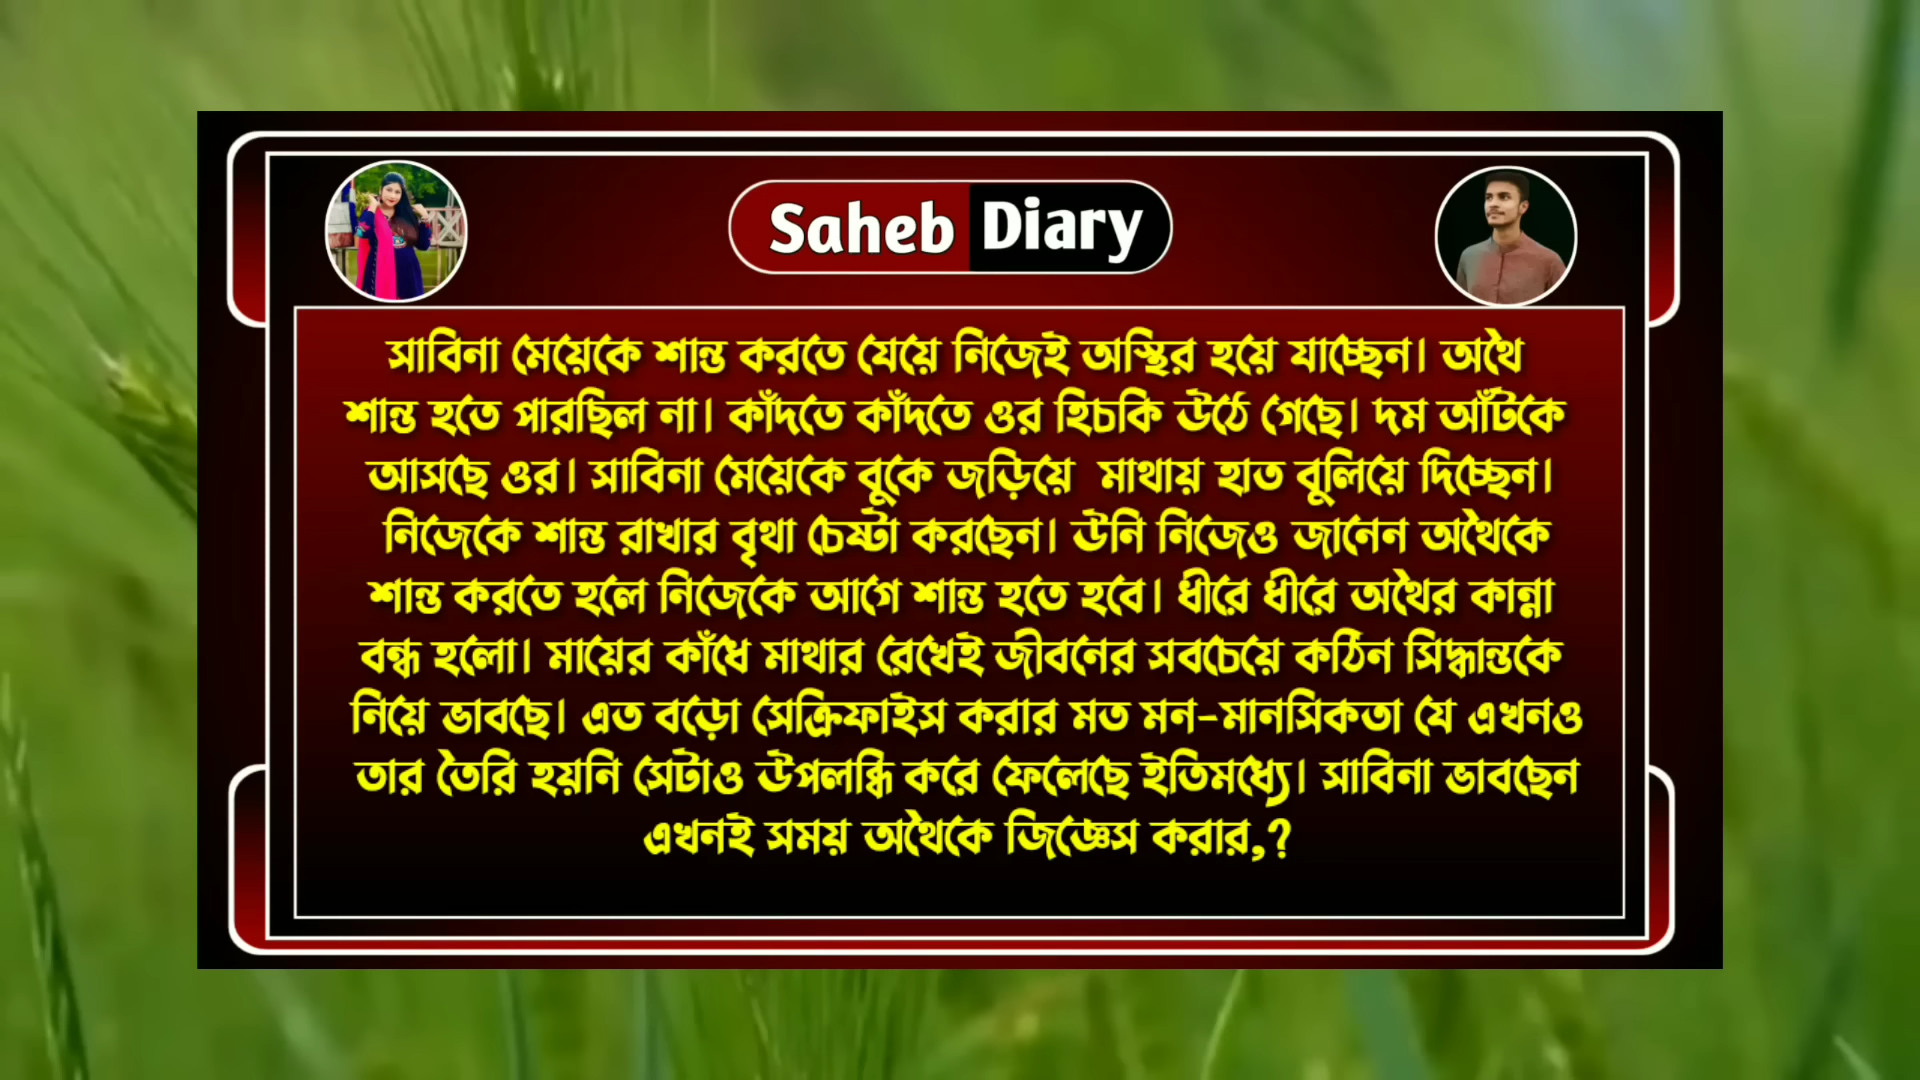 Saheb Diary
সাবিনা মেয়েকে শান্ত করতে যেয়ে নিজেই অস্থির হয়ে যাচ্ছেন। অথৈ
শান্ত হতে পারছিল না। কাঁদতে কাঁদতে ওর হিচকি উঠে গেছে। দম আঁটকে
আসছে ওর। সাবিনা মেয়েকে বুকে জড়িয়ে মাথায় হাত বুলিয়ে দিচ্ছেন।
নিজেকে শান্ত রাখার বৃথা চেষ্টা করছেন। উনি নিজেও জানেন অথৈকে
শান্ত করতে হলে নিজেকে আগে শান্ত হতে হবে। ধীরে ধীরে অথৈর কান্না
বন্ধ হলো। মায়ের কাঁধে মাথার রেখেই জীবনের সবচেয়ে কঠিন সিদ্ধান্তকে
নিয়ে ভাবছে। এত বড়ো সেক্রিফাইস করার মত মন-মানসিকতা যে এখনও
তার তৈরি হয়নি সেটাও উপলব্ধি করে ফেলেছে ইতিমধ্যে। সাবিনা ভাবছেন
এখনই সময় অথৈকে জিজ্ঞেস করার,?